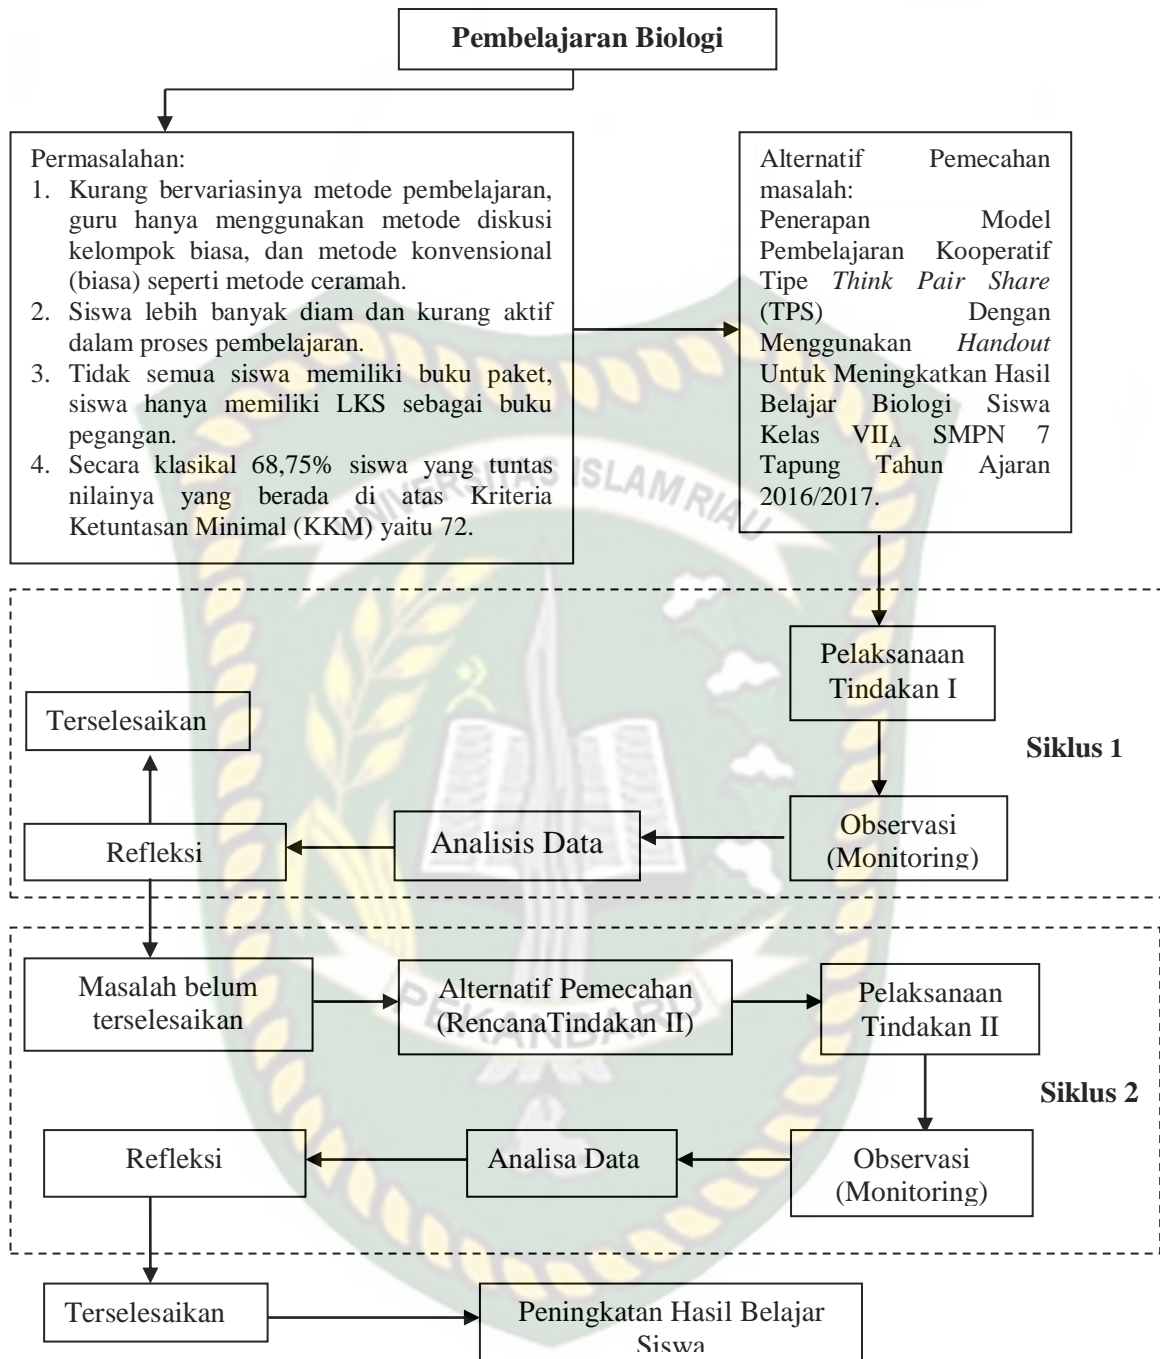 Pembelajaran Biologi
Permasalahan:
1. Kurang bervariasinya metode pembelajaran,
guru hanya menggunakan metode diskusi
kelompok biasa, dan metode konvensional
(biasa) seperti metode ceramah.
2. Siswa lebih banyak diam dan kurang aktif
dalam proses pembelajaran.
3. Tidak semua siswa memiliki buku paket,
siswa hanya memiliki LKS sebagai buku
pegangan.
4. Secara klasikal 68,75% siswa yang tuntas
nilainya yang berada di atas Kriteria
Ketuntasan Minimal (KKM) yaitu 72.
Alternatif Pemecahan
masalah:
Penerapan Model
Pembelajaran Kooperatif
Tipe Think Pair Share
(TPS) Dengan
Menggunakan Handout
Untuk Meningkatkan Hasil
Belajar Biologi Siswa
Kelas VIIA SMPN 7
Tapung Tahun Ajaran
2016/2017.
UNIVERSITAS ISLAM RIAU
Pelaksanaan
Tindakan I
Terselesaikan
Siklus 1
Observasi
(Monitoring)
Analisis Data
Refleksi
Masalah belum
terselesaikan
Alternatif Pemecahan
(RencanaTindakan II)
Pelaksanaan
Tindakan II
PEKANBARU
Siklus 2
Refleksi
Analisa Data
Observasi
(Monitoring)
Terselesaikan
Peningkatan Hasil Belajar
Siswa